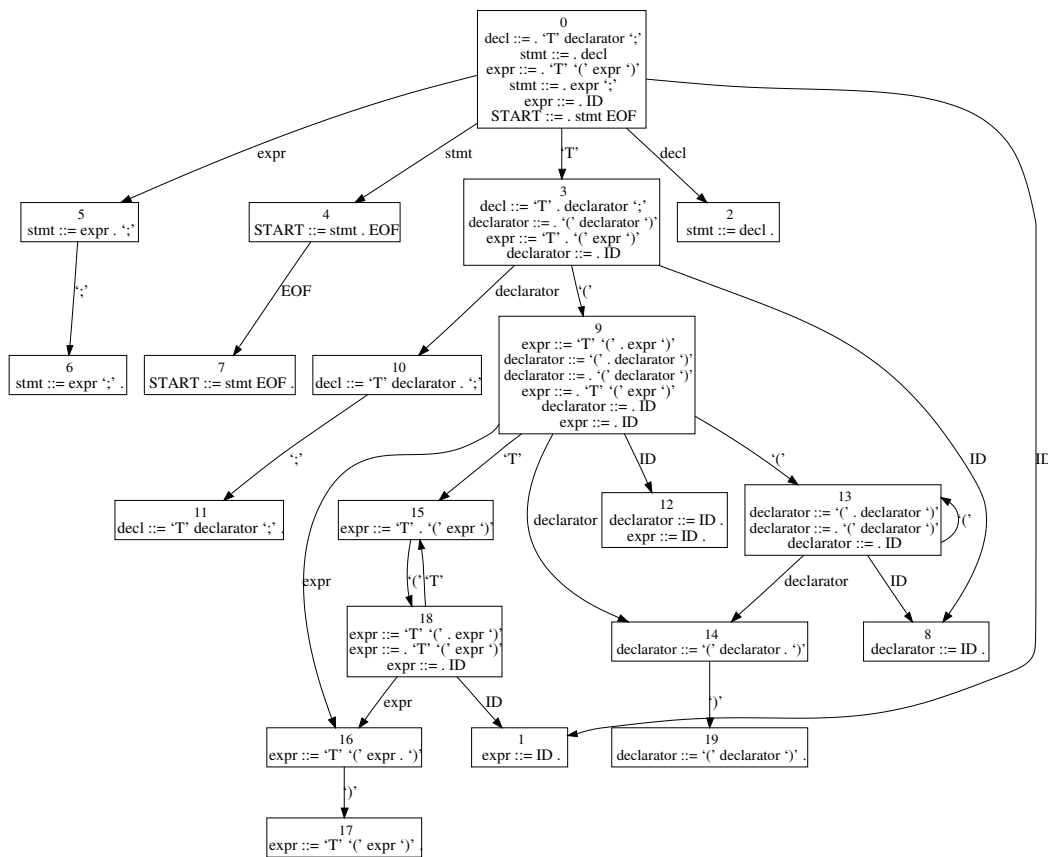 0
decl ::= . ‘T’ declarator ‘;’
stmt ::= . decl
expr ::= . ‘T’ ‘(’ expr ‘)’
stmt ::= . expr ‘;’
expr ::= . ID
START ::= . stmt EOF
expr
stmt
‘T’
decl
ID
5
stmt ::= expr . ‘;’
4
START ::= stmt . EOF
3
decl ::= ‘T’ . declarator ‘;’
declarator ::= . ‘(’ declarator ‘)’
expr ::= ‘T’ . ‘(’ expr ‘)’
declarator ::= . ID
2
stmt ::= decl .
‘;’
EOF
declarator
‘(’
ID
6
stmt ::= expr ‘;’ .
7
START ::= stmt EOF .
10
decl ::= ‘T’ declarator . ‘;’
9
expr ::= ‘T’ ‘(’ . expr ‘)’
declarator ::= ‘(’ . declarator ‘)’
declarator ::= . ‘(’ declarator ‘)’
expr ::= . ‘T’ ‘(’ expr ‘)’
declarator ::= . ID
expr ::= . ID
‘;’
expr
‘T’
declarator
ID
‘(’
11
decl ::= ‘T’ declarator ‘;’ .
15
expr ::= ‘T’ . ‘(’ expr ‘)’
12
declarator ::= ID .
expr ::= ID .
13
declarator ::= ‘(’ . declarator ‘)’
declarator ::= . ‘(’ declarator ‘)’
declarator ::= . ID
‘(’
‘(’
‘T’
declarator
ID
18
expr ::= ‘T’ ‘(’ . expr ‘)’
expr ::= . ‘T’ ‘(’ expr ‘)’
expr ::= . ID
14
declarator ::= ‘(’ declarator . ‘)’
8
declarator ::= ID .
expr
ID
‘)’
16
expr ::= ‘T’ ‘(’ expr . ‘)’
1
expr ::= ID .
19
declarator ::= ‘(’ declarator ‘)’ .
‘)’
17
expr ::= ‘T’ ‘(’ expr ‘)’ .